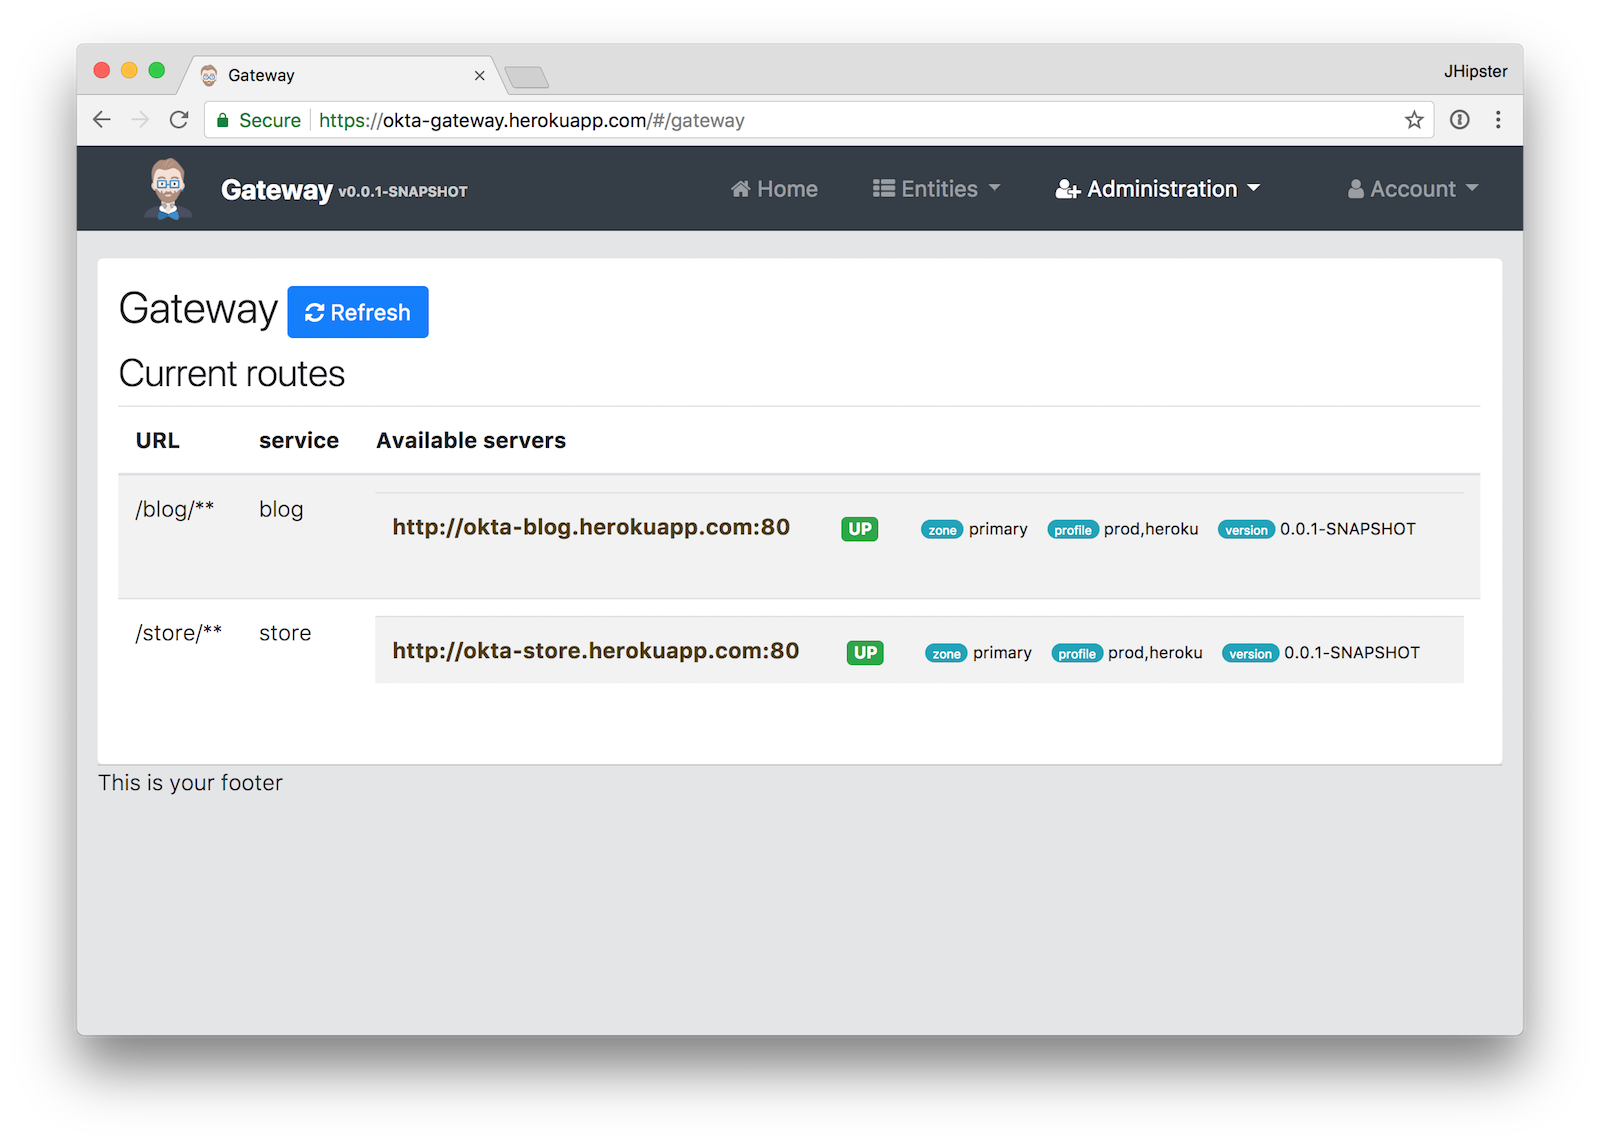 Gateway
JHipster
Secure https://okta-gateway.herokuapp.com/#/gateway
Gateway v0.0.1-SNAPSHOT Home Entities Administration Account
Gateway Refresh
Current routes
URL service Available servers
/blog/** blog http://okta-blog.herokuapp.com:80 UP zone primary profile prod,heroku version 0.0.1-SNAPSHOT
/store/** store http://okta-store.herokuapp.com:80 UP zone primary profile prod,heroku version 0.0.1-SNAPSHOT
This is your footer